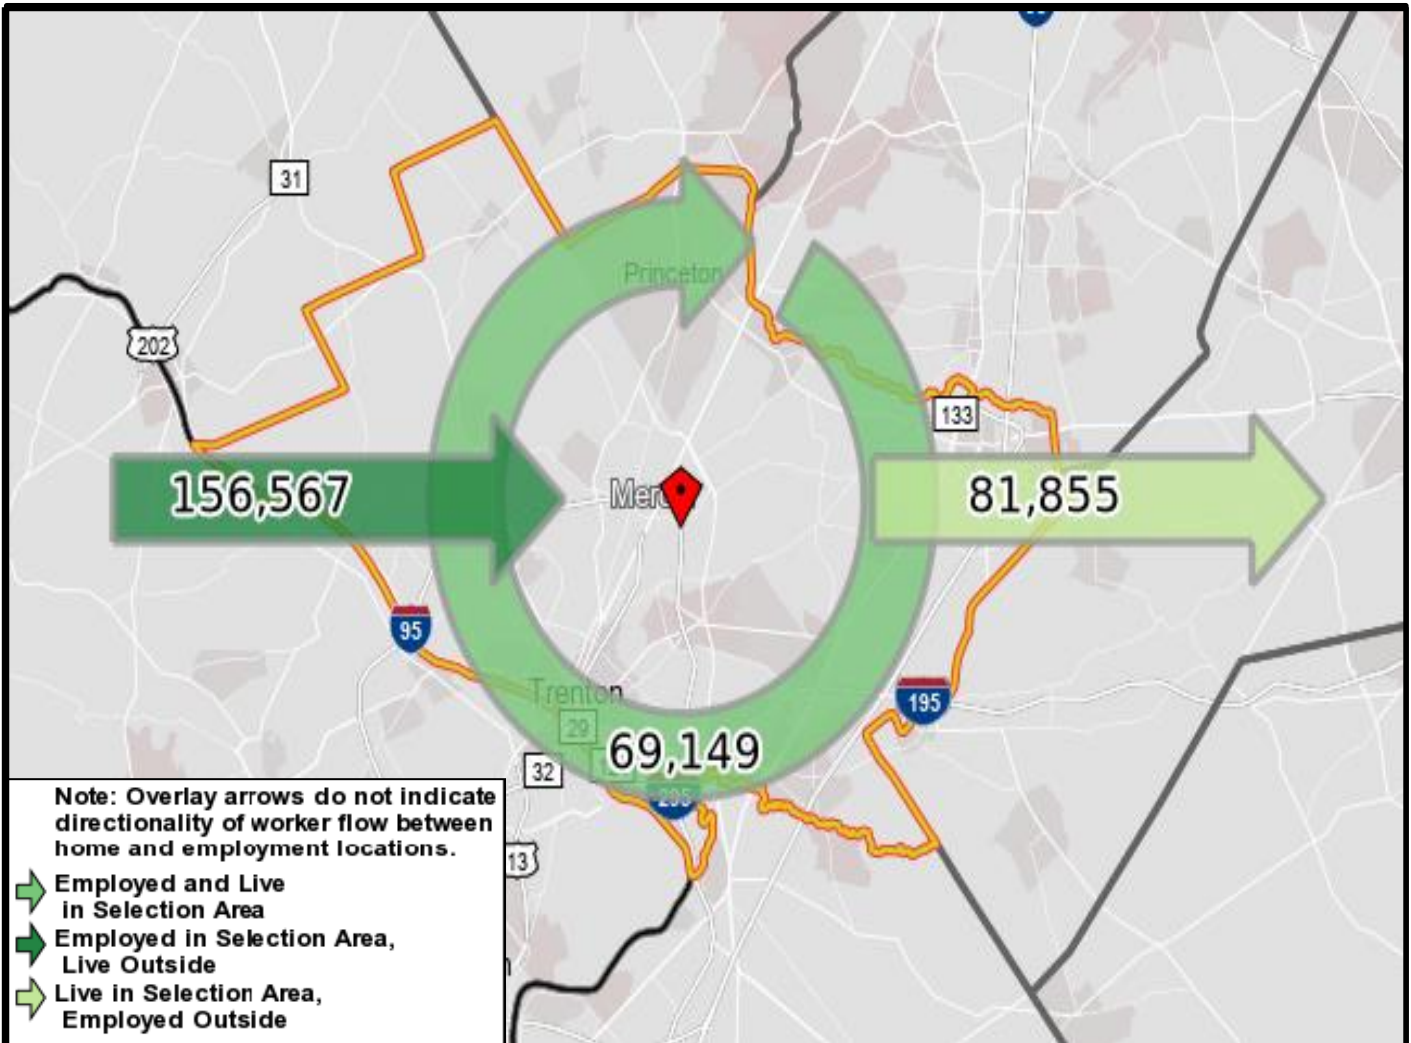 31
Princeton
202
133
156,567
Mer
81,855
95
Trenton
195
29
32
69,149
295
13
Note: Overlay arrows do not indicate
directionality of worker flow between
home and employment locations.
Employed and Live
in Selection Area
Employed in Selection Area,
Live Outside
Live in Selection Area,
Employed Outside